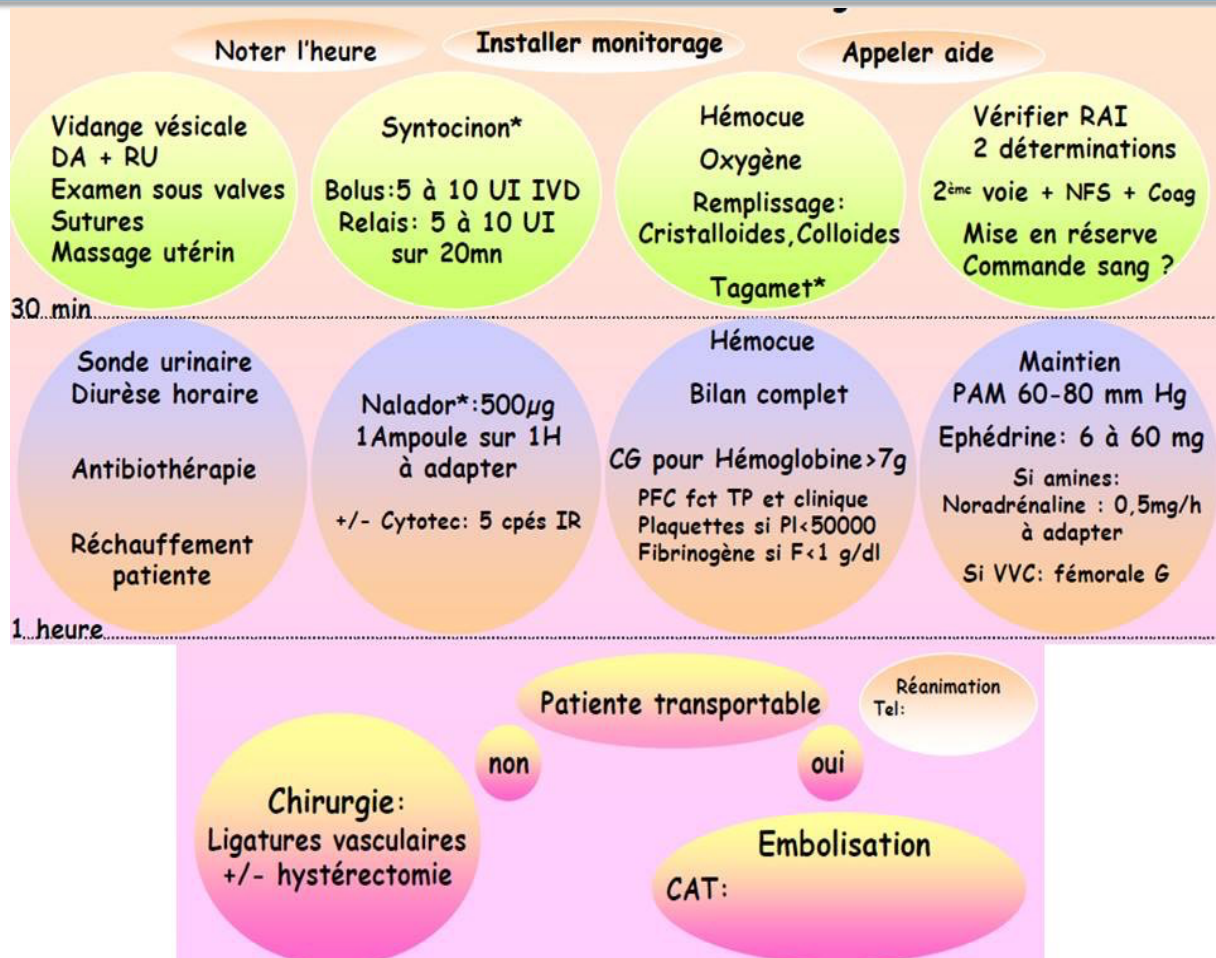 Noter l'heure
Installer monitorage
Appeler aide
Vidange vésicale
DA + RU
Examen sous valves
Sutures
Massage utérin
Syntocinon*
Bolus:5 à 10 UI IVD
Relais: 5 à 10 UI
sur 20mn
Hémocue
Oxygène
Remplissage:
Cristalloides,Colloides
Tagamet*
Vérifier RAI
2 déterminations
2ème voie + NFS + Coag
Mise en réserve
Commande sang ?
30 min
Sonde urinaire
Diurèse horaire
Antibiothérapie
Réchauffement
patiente
Nalador*:500µg
1Ampoule sur 1H
à adapter
+/- Cytotec: 5 cpés IR
Hémocue
Bilan complet
CG pour Hémoglobine>7g
PFC fct TP et clinique
Plaquettes si Pl<50000
Fibrinogène si F<1 g/dl
Maintien
PAM 60-80 mm Hg
Ephédrine: 6 à 60 mg
Si amines:
Noradrénaline : 0,5mg/h
à adapter
Si VVC: fémorale G
1 heure
Patiente transportable
Réanimation
Tel:
non
oui
Chirurgie:
Ligatures vasculaires
+/- hystérectomie
Embolisation
CAT: